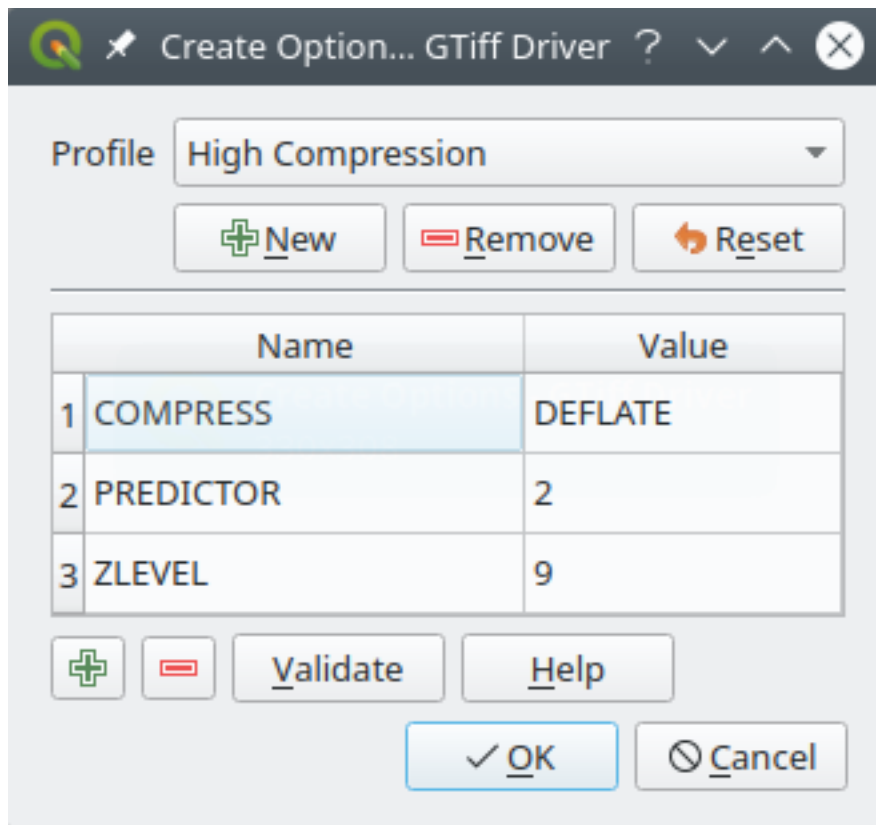 Create Option... GTiff Driver ?
Profile High Compression
New Remove Reset
Name Value
1 COMPRESS DEFLATE
2 PREDICTOR 2
3 ZLEVEL 9
Validate Help
OK Cancel